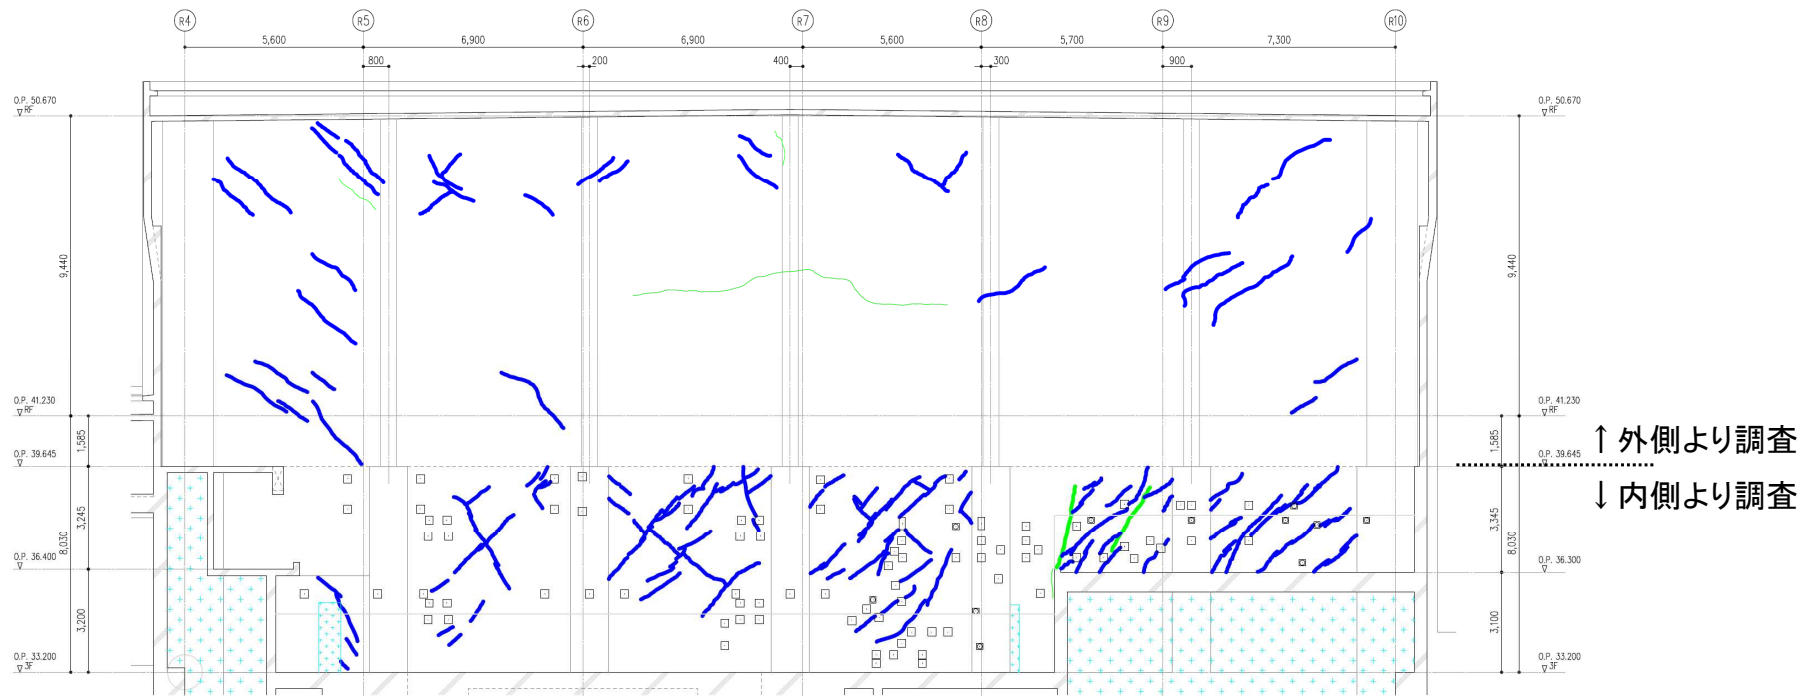 R4 R5 R6 R7 R8 R9 R10
5,600 6,900 6,900 5,600 5,700 7,300
800 200 400 300 900
O.P. 50.670
▽RF
O.P. 50.670
▽RF
9,440
9,440
O.P. 41.230
▽RF
O.P. 41.230
▽RF
1,585
1,585
↑ 外側より調査
O.P. 39.645
▽
O.P. 39.645
▽
↓ 内側より調査
3,245
8,030
3,345
8,030
O.P. 36.400
▽
O.P. 36.300
▽
3,200
3,100
O.P. 33.200
▽3F
O.P. 33.200
▽3F